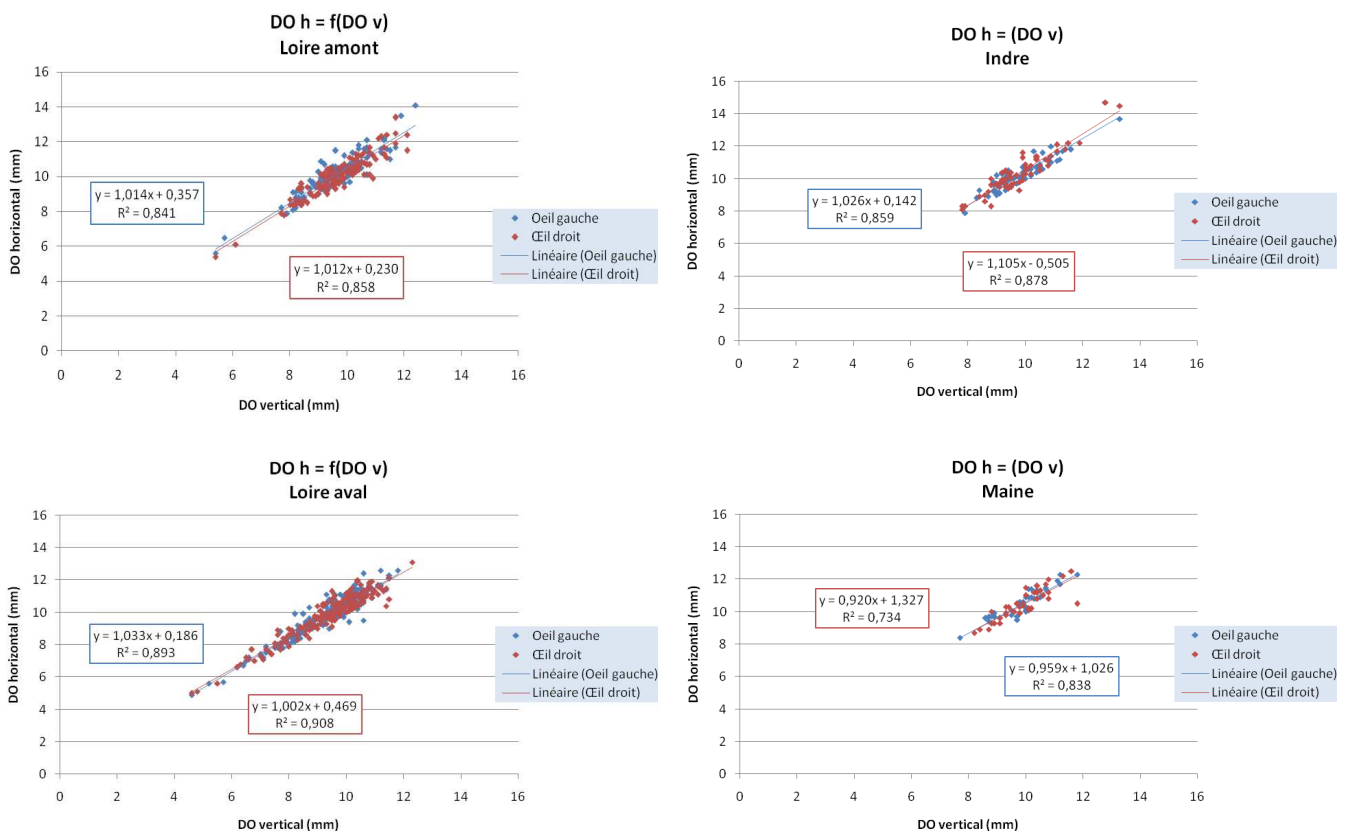 DO h = f(DO v)
Loire amont
DO horizontal (mm)
16
14
12
10
8
6
4
2
0
0 2 4 6 8 10 12 14 16
DO vertical (mm)
y = 1,014x + 0,357
R² = 0,841
y = 1,012x + 0,230
R² = 0,858
Oeil gauche
Œil droit
Linéaire (Oeil gauche)
Linéaire (Œil droit)
DO h = (DO v)
Indre
DO horizontal (mm)
16
14
12
10
8
6
4
2
0
0 2 4 6 8 10 12 14 16
DO vertical (mm)
y = 1,026x + 0,142
R² = 0,859
y = 1,105x - 0,505
R² = 0,878
Oeil gauche
Œil droit
Linéaire (Oeil gauche)
Linéaire (Œil droit)
DO h = f(DO v)
Loire aval
DO horizontal (mm)
16
14
12
10
8
6
4
2
0
0 2 4 6 8 10 12 14 16
DO vertical (mm)
y = 1,033x + 0,186
R² = 0,893
y = 1,002x + 0,469
R² = 0,908
Oeil gauche
Œil droit
Linéaire (Oeil gauche)
Linéaire (Œil droit)
DO h = (DO v)
Maine
DO horizontal (mm)
16
14
12
10
8
6
4
2
0
0 2 4 6 8 10 12 14 16
DO vertical (mm)
y = 0,920x + 1,327
R² = 0,734
y = 0,959x + 1,026
R² = 0,838
Oeil gauche
Œil droit
Linéaire (Oeil gauche)
Linéaire (Œil droit)